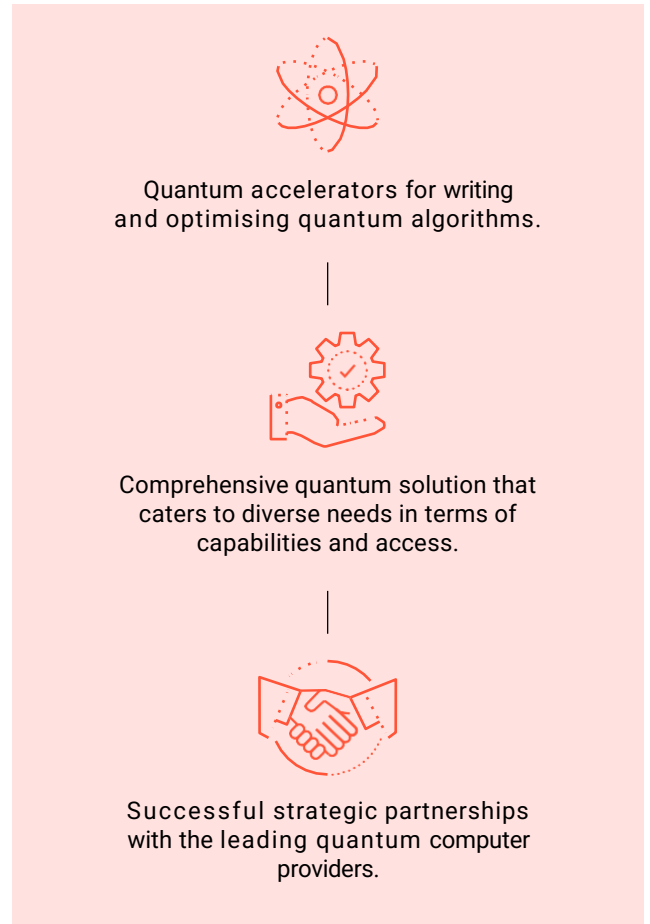 Quantum accelerators for writing
and optimising quantum algorithms.
Comprehensive quantum solution that
caters to diverse needs in terms of
capabilities and access.
Successful strategic partnerships
with the leading quantum computer
providers.